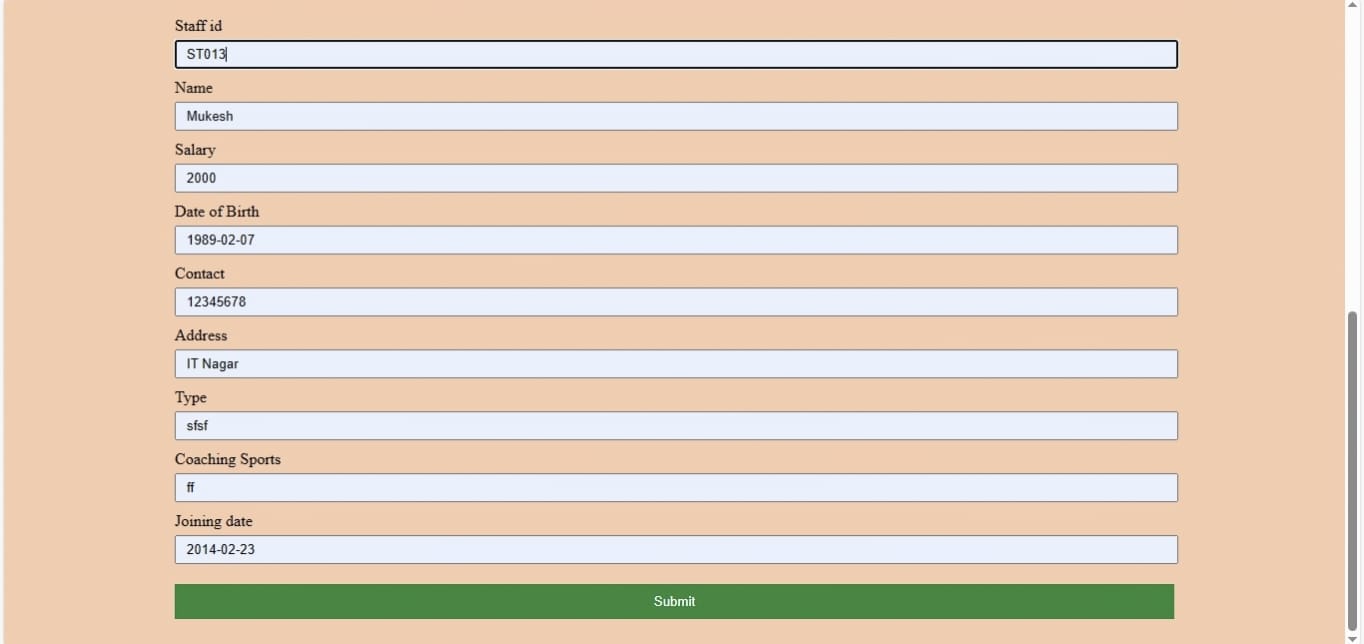 Staff id
ST013
Name
Mukesh
Salary
2000
Date of Birth
1989-02-07
Contact
12345678
Address
IT Nagar
Type
sfsf
Coaching Sports
ff
Joining date
2014-02-23
Submit